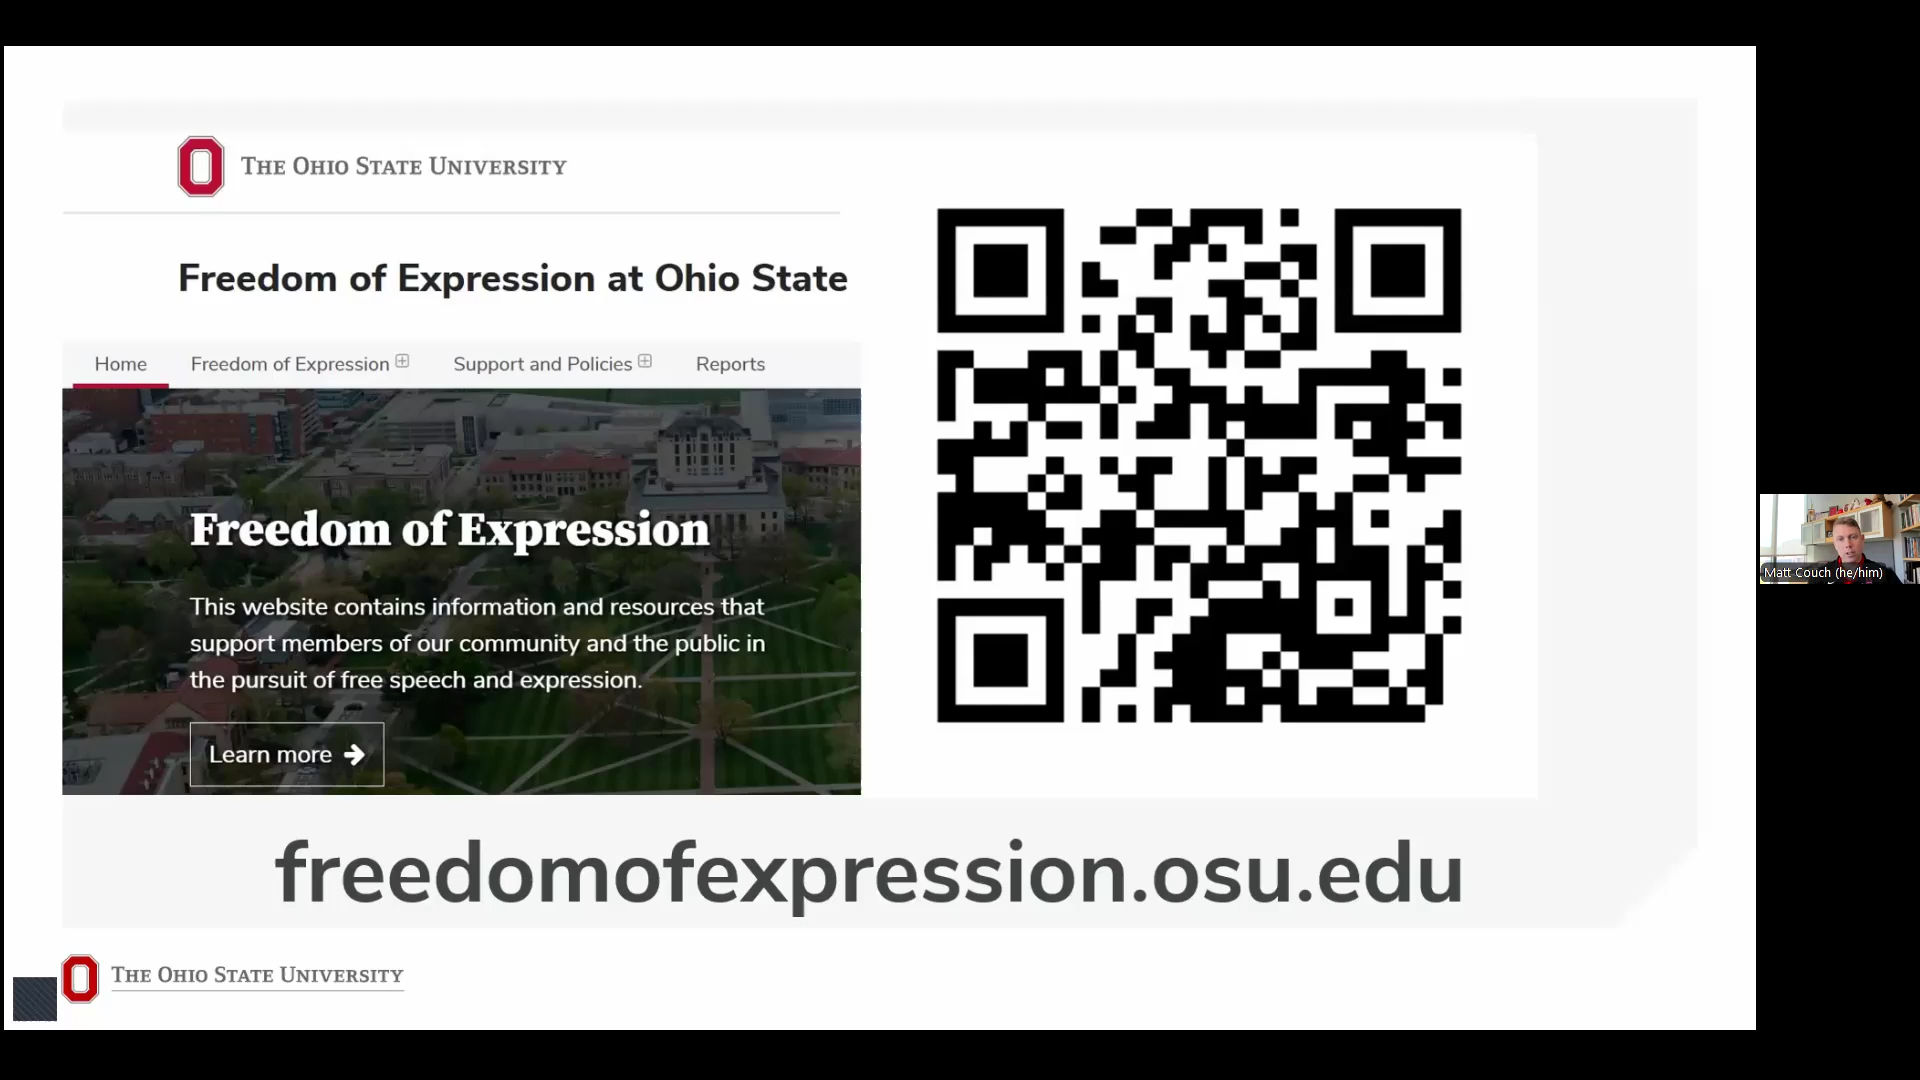 THE OHIO STATE UNIVERSITY
Freedom of Expression at Ohio State
Home Freedom of Expression Support and Policies Reports
Freedom of Expression
This website contains information and resources that
support members of our community and the public in
the pursuit of free speech and expression.
Learn more
freedomofexpression.osu.edu
THE OHIO STATE UNIVERSITY
Matt Couch (he/him)